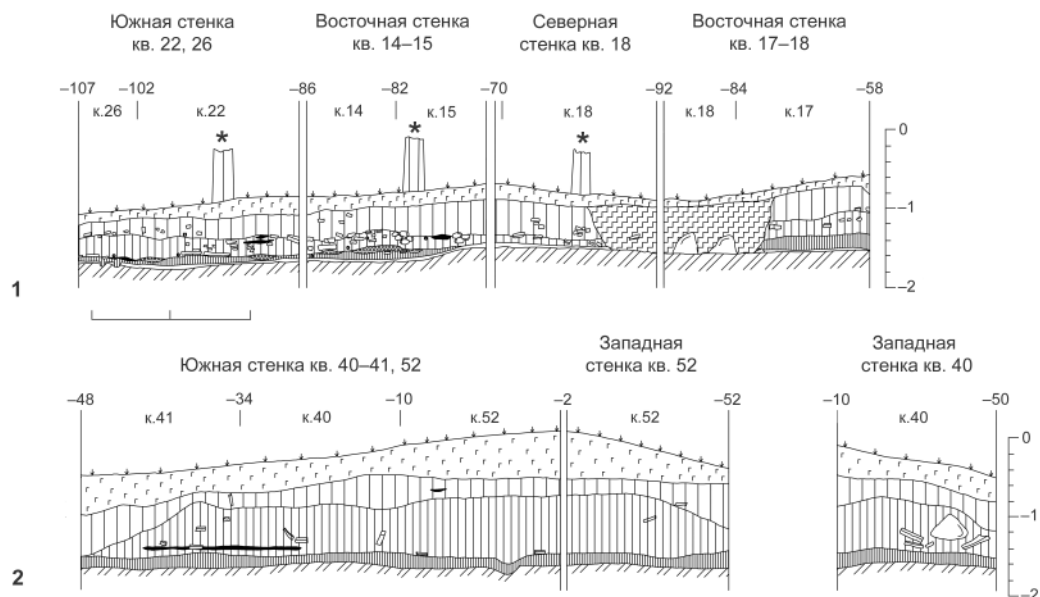 Южная стенка
кв. 22, 26
Восточная стенка
кв. 14–15
Северная
стенка кв. 18
Восточная стенка
кв. 17–18
–107 –102 –86 –82 –70 –92 –84 –58
к.26 к.22 к.14 к.15 к.18 к.18 к.17
* * *
0
–1
–2
1
Южная стенка кв. 40–41, 52
Западная
стенка кв. 52
Западная
стенка кв. 40
–48 –34 –10 –2 –52 –10 –50
к.41 к.40 к.52 к.52 к.40
0
–1
–2
2